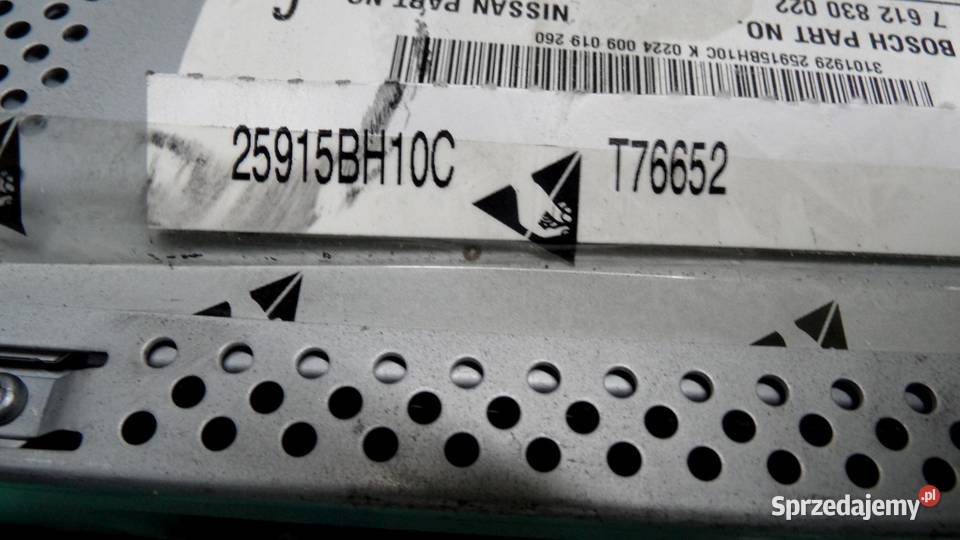 NISSAN PART NO
BOSCH PART NO.
7 612 830 022
3101929 25915BH10C K 0224 009 019 260
25915BH10C T76652
Sprzedajemy.pl